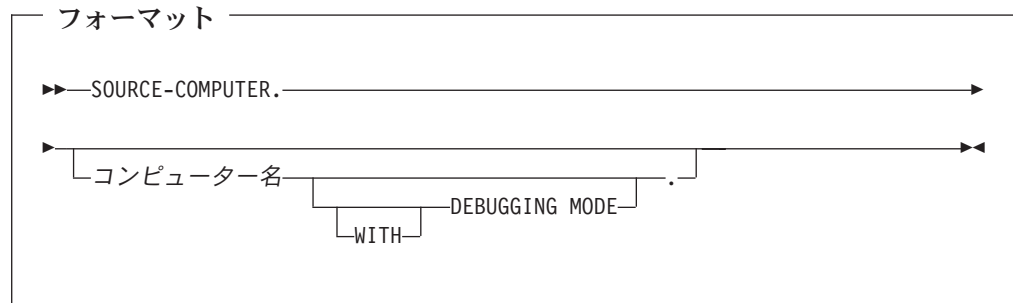 フォーマット
SOURCE-COMPUTER.
コンピューター名 .
DEBUGGING MODE
WITH